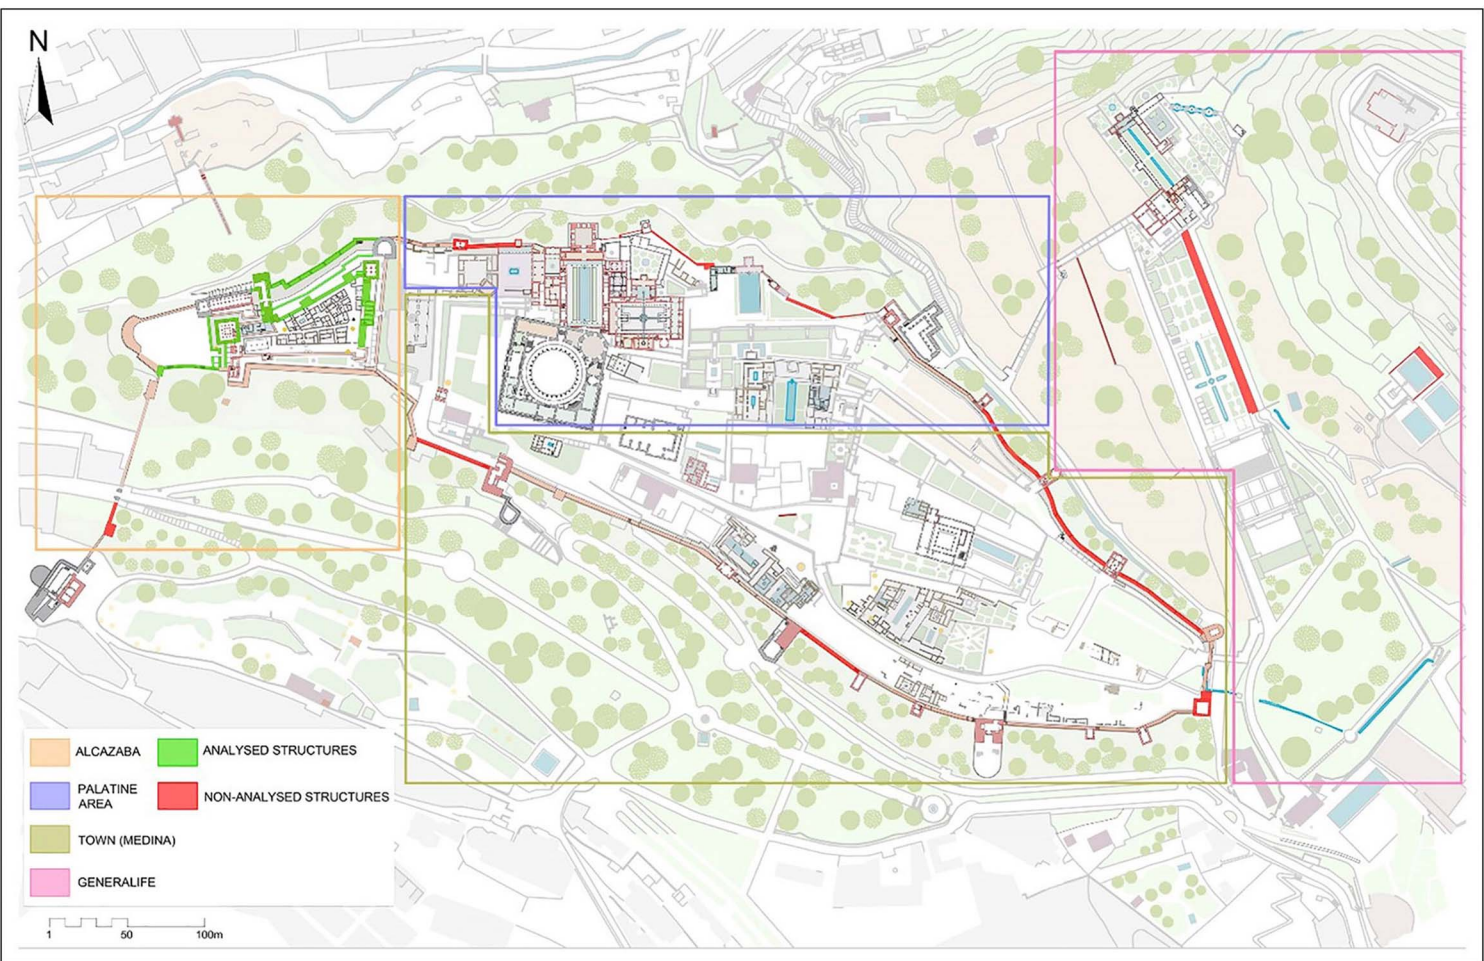 N
ALCAZABA
ANALYSED STRUCTURES
PALATINE
AREA
NON-ANALYSED STRUCTURES
TOWN (MEDINA)
GENERALIFE
1 50 100m